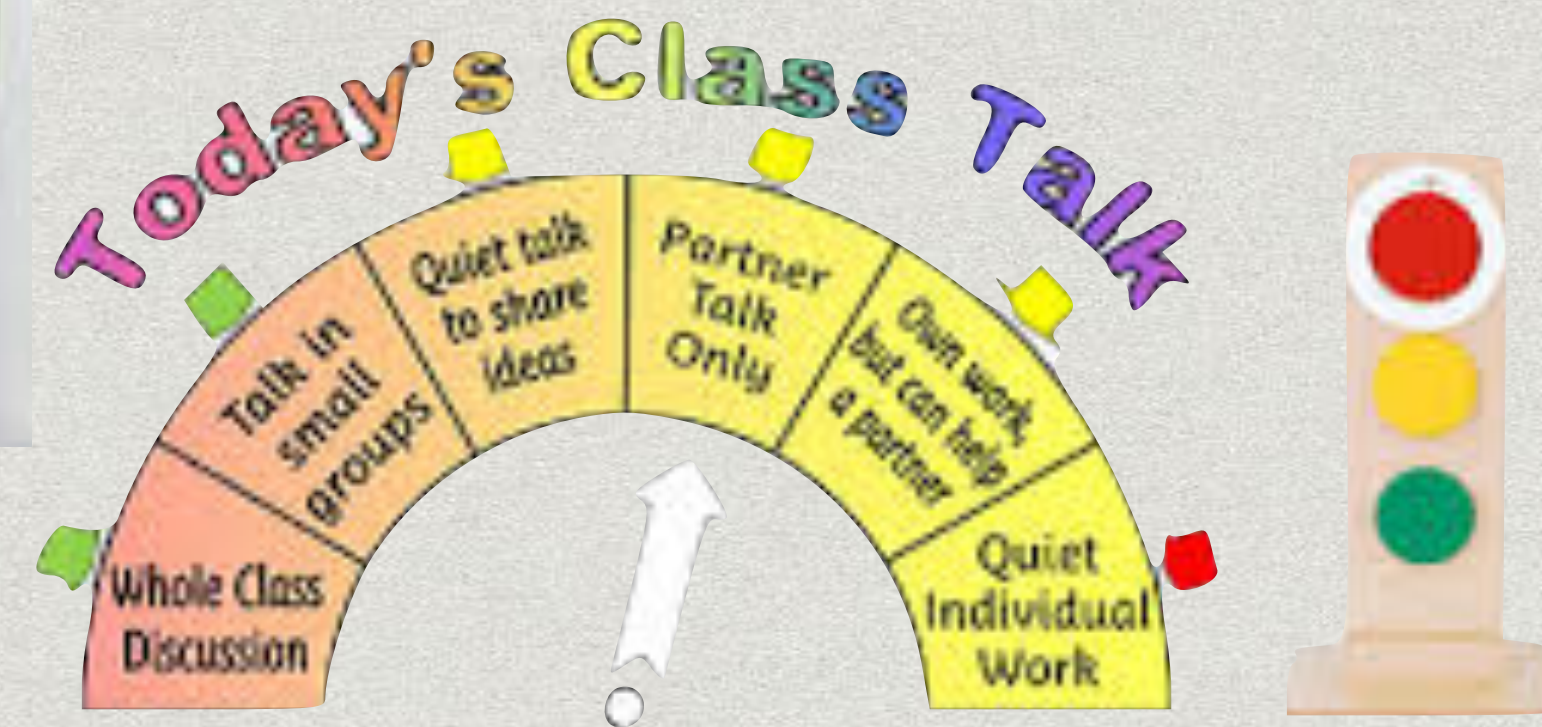 Today's Class Talk
Whole Class
Discussion
Talk in
small
groups
Quiet talk
to share
ideas
Partner
Talk
Only
Own work,
but can help
a partner
Quiet
Individual
Work